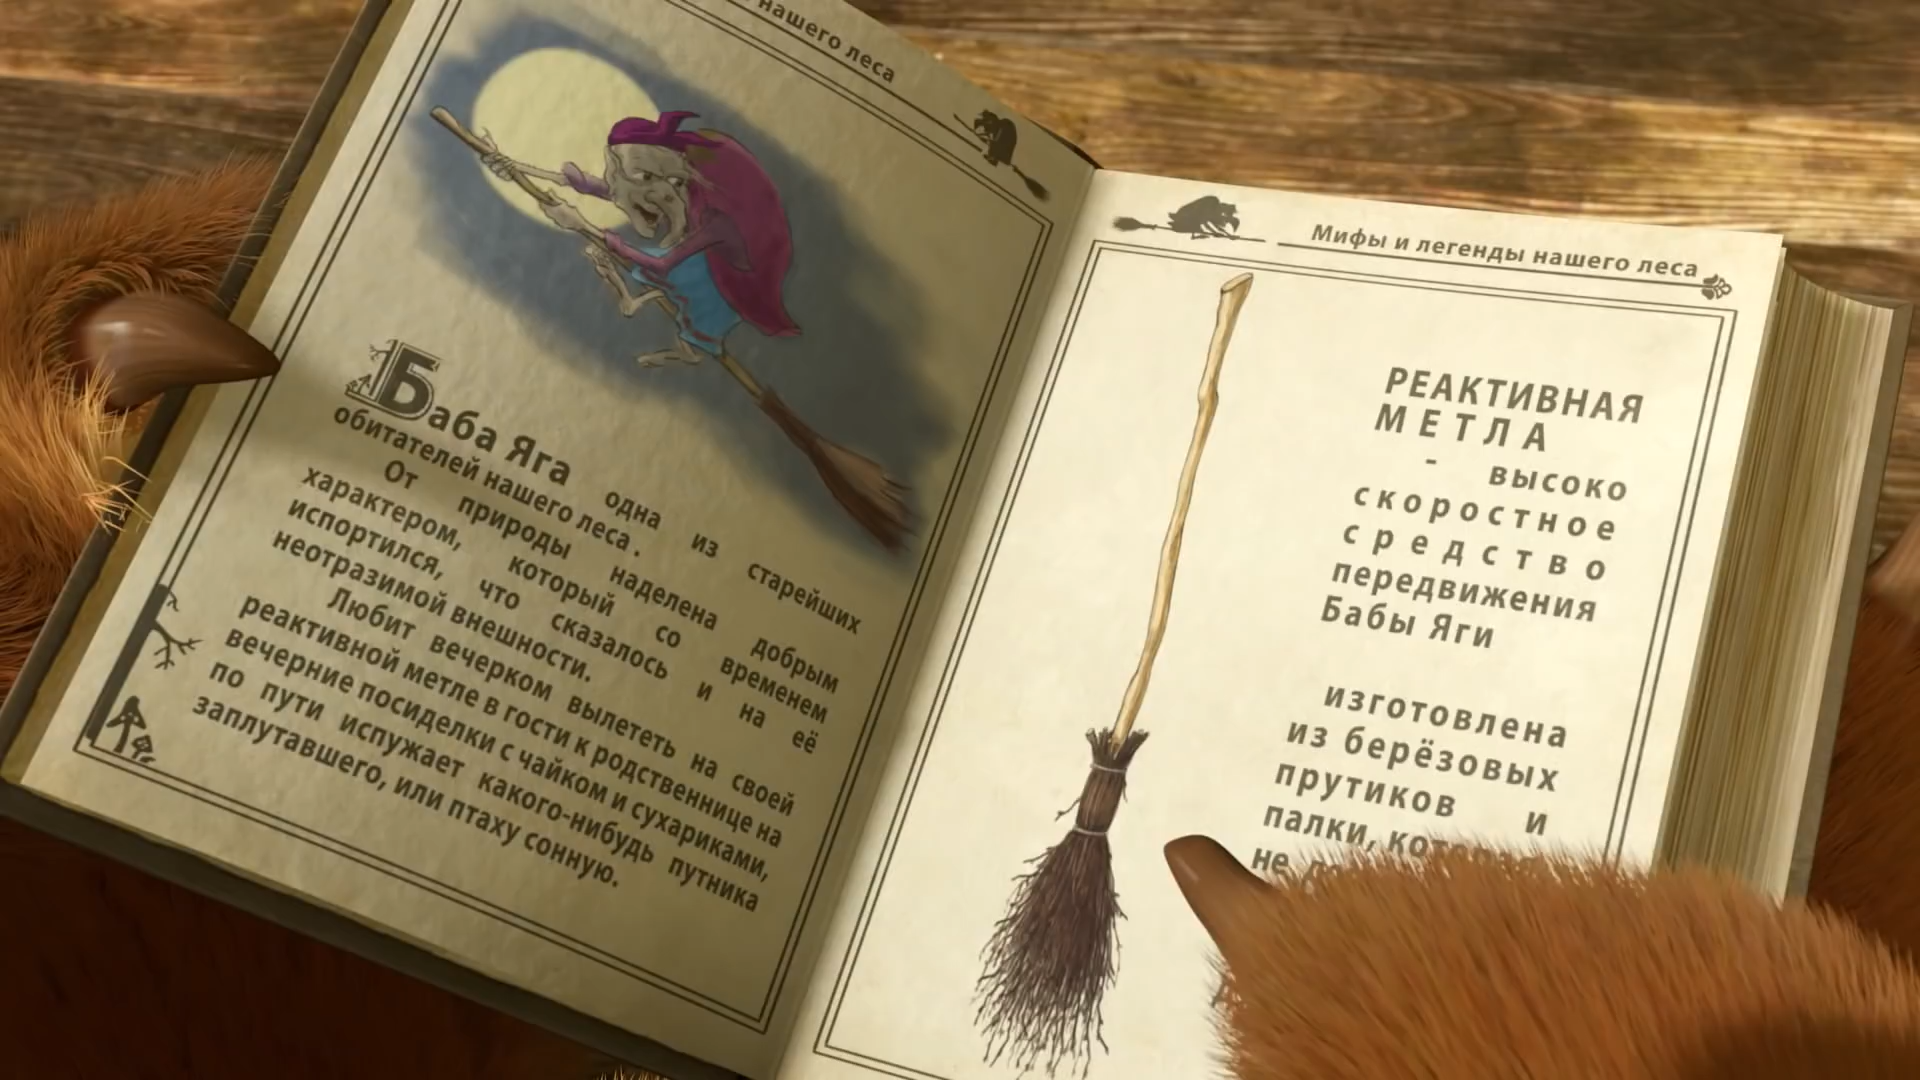 нашего леса
Баба Яга одна из старейших
обитателей нашего леса.
От природы наделена добрым
характером, который со временем
испортился, что сказалось и на её
неотразимой внешности.
Любит вечерком вылететь на своей
реактивной метле в гости к родственнице на
вечерние посиделки с чайком и сухариками,
по пути испужает какого-нибудь путника
заплутавшего, или птаху сонную.
Мифы и легенды нашего леса
РЕАКТИВНАЯ
МЕТЛА
- высоко
скоростное
средство
передвижения
Бабы Яги
изготовлена
из берёзовых
прутиков и
палки,
не